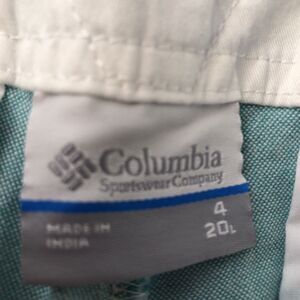 Columbia
Sportswear Company
4
20L
MADE IN
INDIA